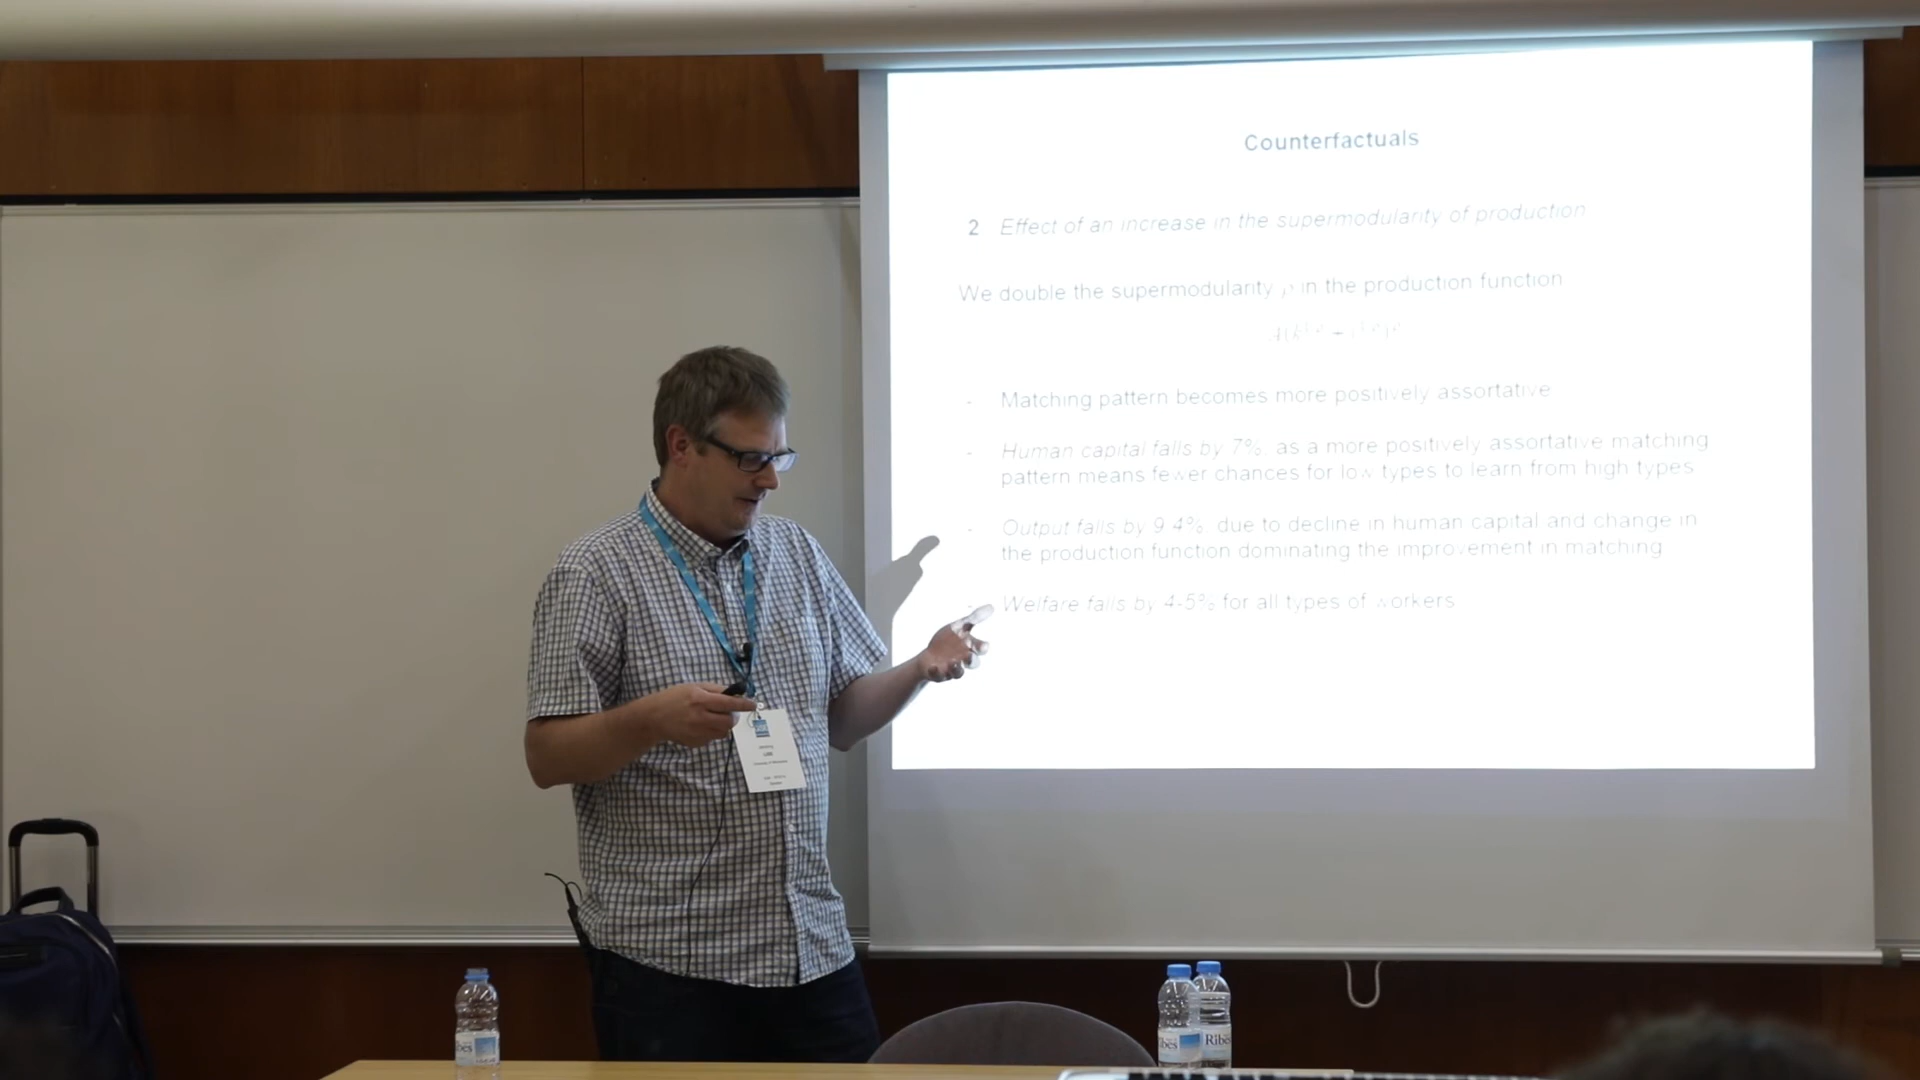 Counterfactuals
2 Effect of an increase in the supermodularity of production
We double the supermodularity ρ in the production function
- Matching pattern becomes more positively assortative
- Human capital falls by 7%, as a more positively assortative matching
pattern means fewer chances for low types to learn from high types
- Output falls by 9.4%, due to decline in human capital and change in
the production function dominating the improvement in matching
- Welfare falls by 4-5% for all types of workers
Ribes